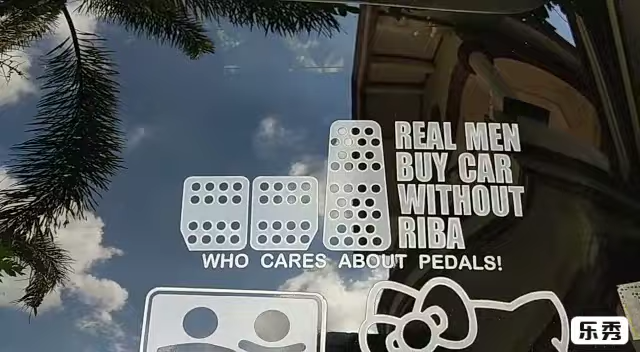 REAL MEN
BUY CAR
WITHOUT
RIBA
WHO CARES ABOUT PEDALS!
乐秀